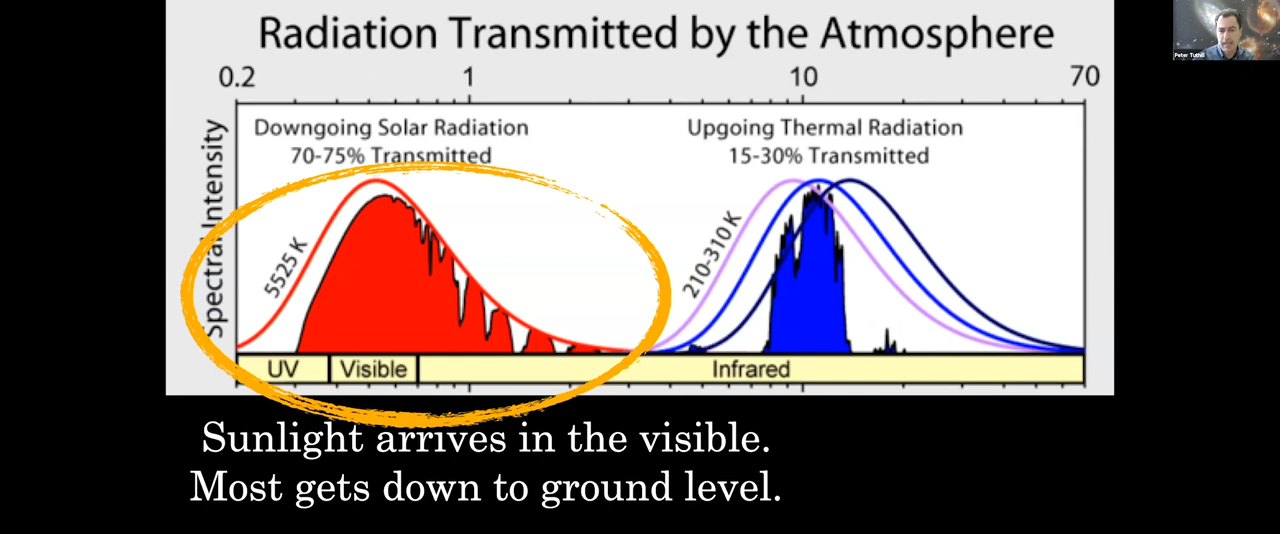 Radiation Transmitted by the Atmosphere
0.2 1 10 70
Downgoing Solar Radiation
70-75% Transmitted
Upgoing Thermal Radiation
15-30% Transmitted
Spectral Intensity
5525 K
210-310 K
UV Visible Infrared
Sunlight arrives in the visible.
Most gets down to ground level.
Peter Tuthill